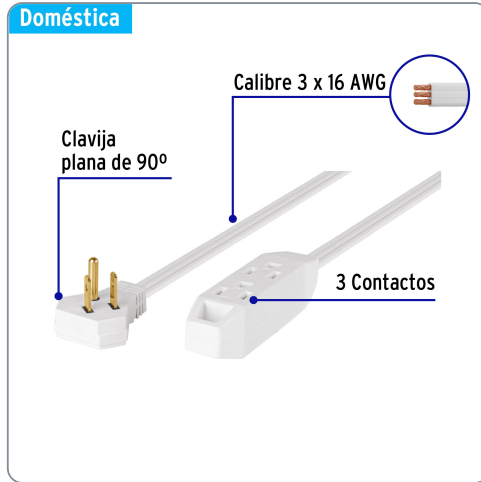 Doméstica
Calibre 3 x 16 AWG
Clavija
plana de 90º
3 Contactos